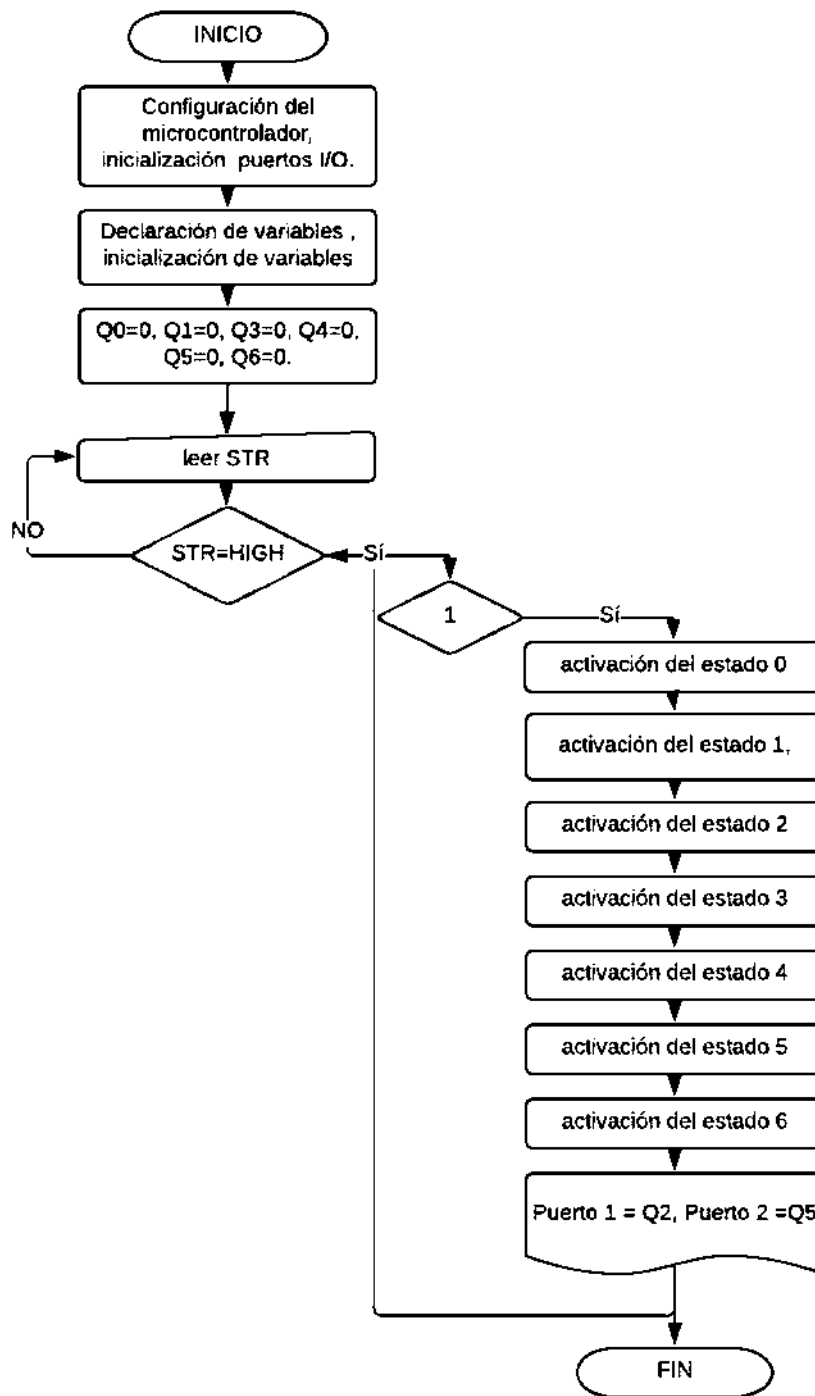 INICIO
Configuración del
microcontrolador,
inicialización puertos I/O.
Declaración de variables ,
inicialización de variables
Q0=0, Q1=0, Q3=0, Q4=0,
Q5=0, Q6=0.
leer STR
NO
STR=HIGH
Sí
1
Sí
activación del estado 0
activación del estado 1,
activación del estado 2
activación del estado 3
activación del estado 4
activación del estado 5
activación del estado 6
Puerto 1 = Q2, Puerto 2 =Q5
FIN